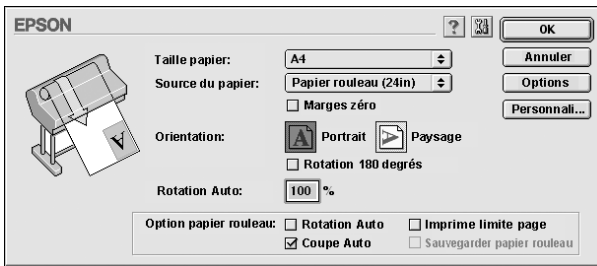 EPSON
? OK
Taille papier: A4 Annuler
Source du papier: Papier rouleau (24in) Options
Marges zéro Personnali...
Orientation: A Portrait Paysage
Rotation 180 degrés
Rotation Auto: 100 %
Option papier rouleau: Rotation Auto Imprime limite page
Coupe Auto Sauvegarder papier rouleau
A